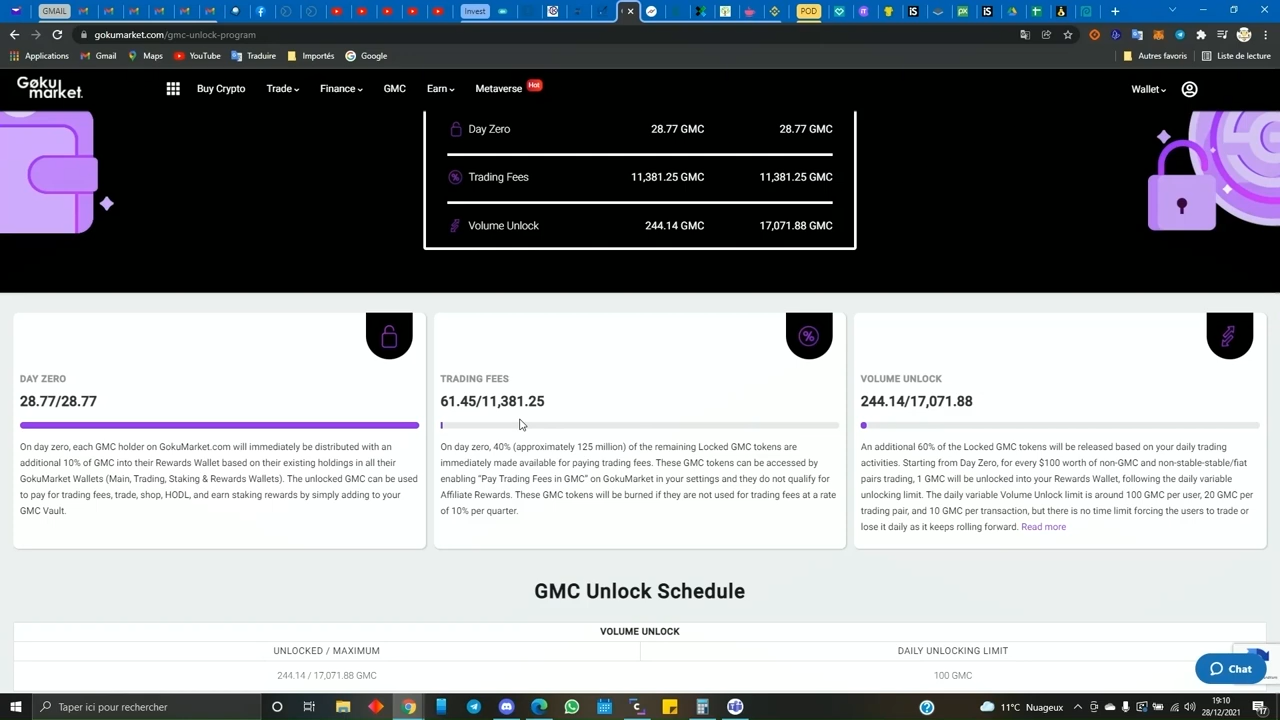 GMAIL
Invest
POD
gokumarket.com/gmc-unlock-program
Applications
Gmail
Maps
YouTube
Traduire
Importés
Google
Autres favoris
Liste de lecture
Gøku market.
Buy Crypto
Trade
Finance
GMC
Earn
Metaverse
Hot
Wallet
Day Zero 28.77 GMC 28.77 GMC
Trading Fees 11,381.25 GMC 11,381.25 GMC
Volume Unlock 244.14 GMC 17,071.88 GMC
DAY ZERO
28.77/28.77
On day zero, each GMC holder on GokuMarket.com will immediately be distributed with an
additional 10% of GMC into their Rewards Wallet based on their existing holdings in all their
GokuMarket Wallets (Main, Trading, Staking & Rewards Wallets). The unlocked GMC can be used
to pay for trading fees, trade, shop, HODL, and earn staking rewards by simply adding to your
GMC Vault.
TRADING FEES
61.45/11,381.25
On day zero, 40% (approximately 125 million) of the remaining Locked GMC tokens are
immediately made available for paying trading fees. These GMC tokens can be accessed by
enabling “Pay Trading Fees in GMC” on GokuMarket in your settings and they do not qualify for
Affiliate Rewards. These GMC tokens will be burned if they are not used for trading fees at a rate
of 10% per quarter.
VOLUME UNLOCK
244.14/17,071.88
An additional 60% of the Locked GMC tokens will be released based on your daily trading
activities. Starting from Day Zero, for every $100 worth of non-GMC and non-stable-stable/fiat
pairs trading, 1 GMC will be unlocked into your Rewards Wallet, following the daily variable
unlocking limit. The daily variable Volume Unlock limit is around 100 GMC per user, 20 GMC per
trading pair, and 10 GMC per transaction, but there is no time limit forcing the users to trade or
lose it daily as it keeps rolling forward. Read more
GMC Unlock Schedule
VOLUME UNLOCK
UNLOCKED / MAXIMUM
DAILY UNLOCKING LIMIT
244.14 / 17,071.88 GMC
100 GMC
Chat
Taper ici pour rechercher
11°C Nuageux
19:10
28/12/2021